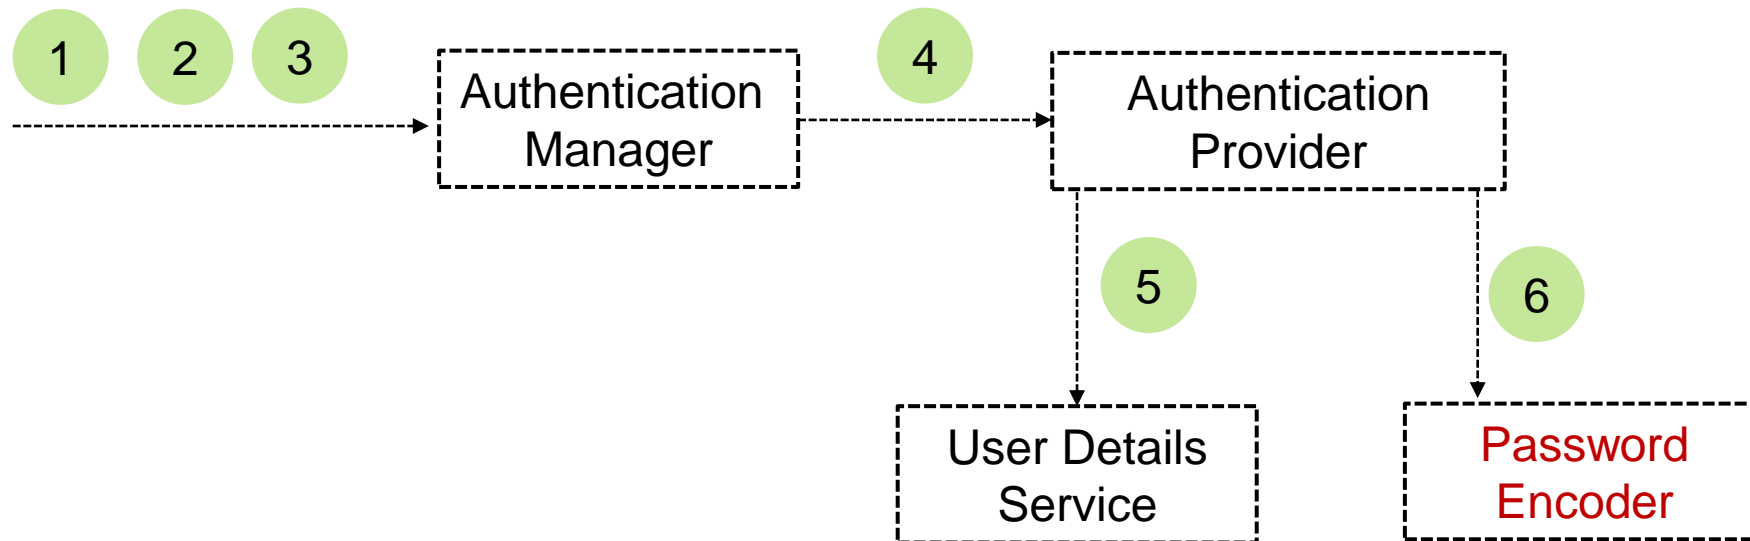 1 2 3
Authentication
Manager
4
Authentication
Provider
5
6
User Details
Service
Password
Encoder